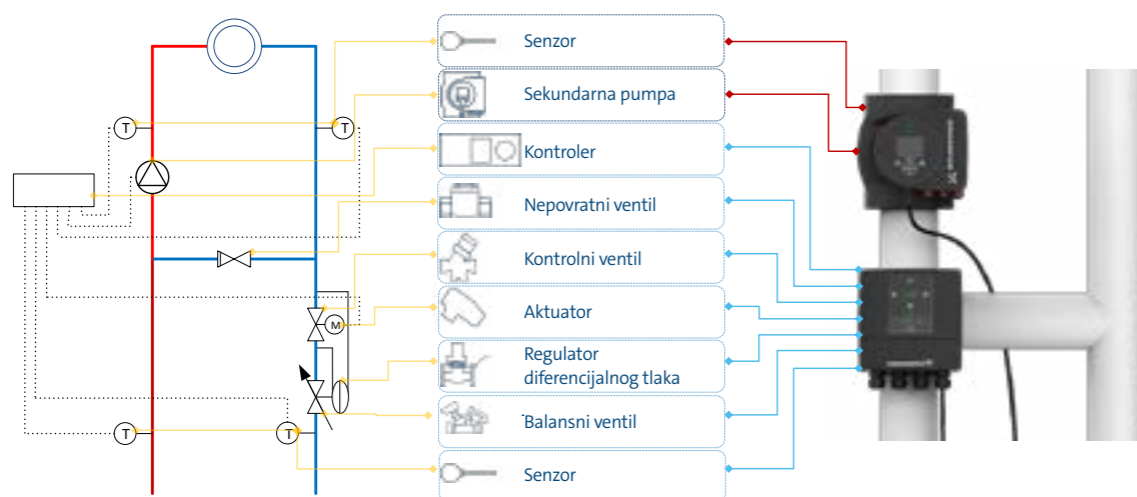 Senzor
Sekundarna pumpa
T
T
Kontroler
Nepovratni ventil
Kontrolni ventil
M
Aktuator
Regulator
diferencijalnog tlaka
Balansni ventil
T
T
Senzor